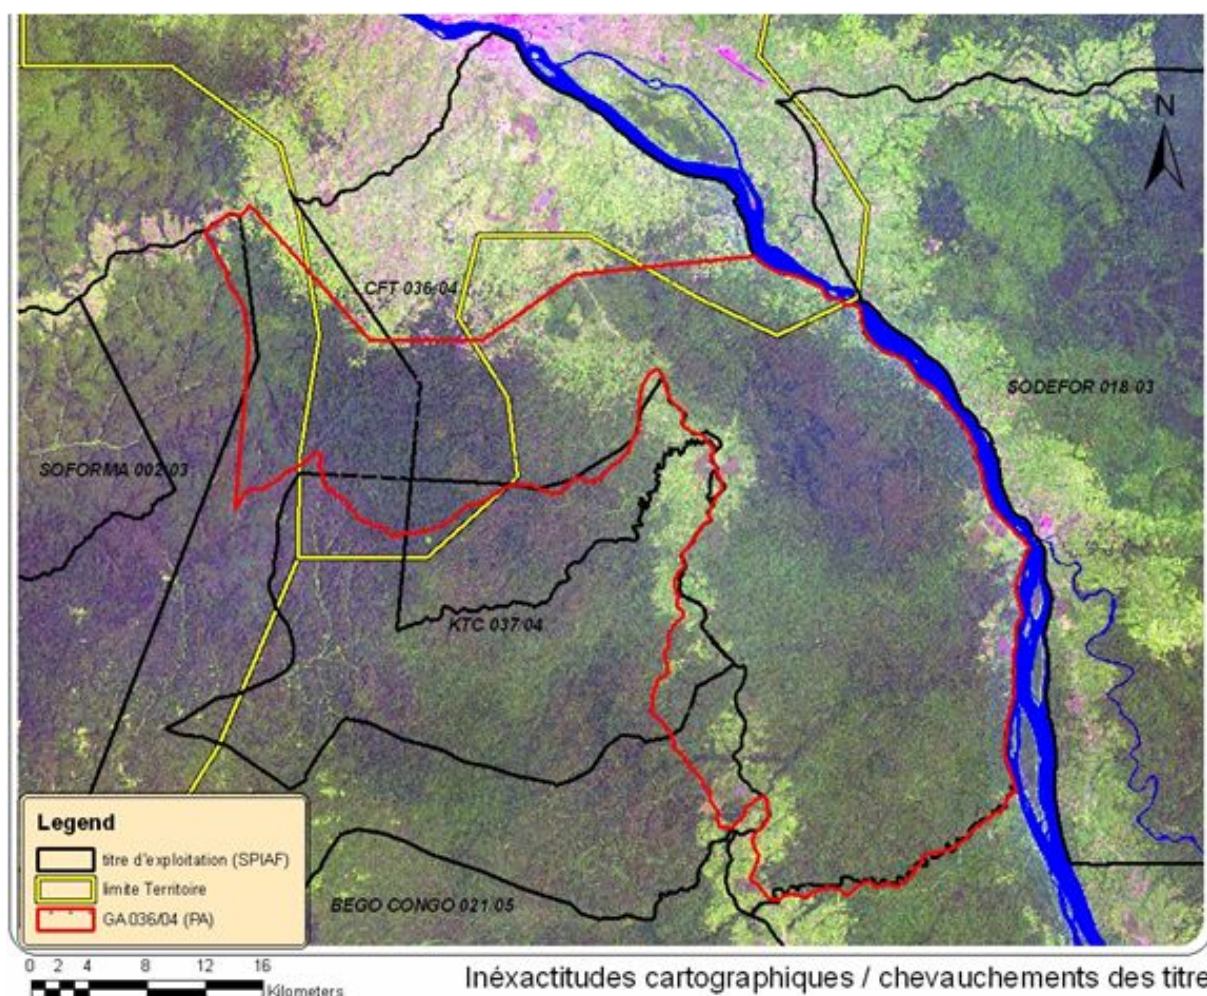 N
CFT 036/04
SODEFOR 018 03
SOFORMA 002 03
KTC 037/04
BEGO CONGO 021 05
Legend
titre d'exploitation (SPIAF)
limite Territoire
GA 036/04 (PA)
0 2 4 8 12 16
Kilometers
Inéxactitudes cartographiques / chevauchements des titre